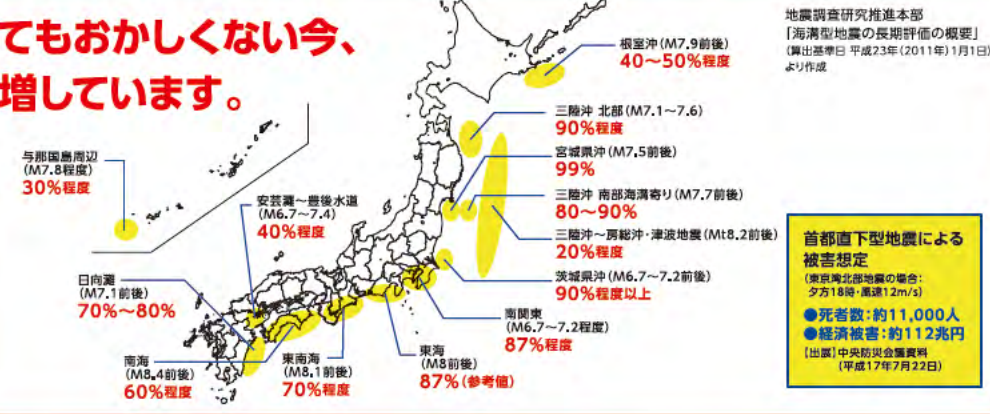 てもおかしくない今、
増しています。
地震調査研究推進本部
「海溝型地震の長期評価の概要」
(算出基準日 平成23年(2011年)1月1日)
より作成
根室沖(M7.9前後)
40〜50%程度
三陸沖 北部(M7.1〜7.6)
90%程度
宮城県沖(M7.5前後)
99%
三陸沖 南部海溝寄り(M7.7前後)
80〜90%
三陸沖〜房総沖・津波地震(Mt8.2前後)
20%程度
茨城県沖(M6.7〜7.2前後)
90%程度以上
南関東
(M6.7〜7.2程度)
87%程度
東海
(M8前後)
87%(参考値)
東南海
(M8.1前後)
70%程度
南海
(M8.4前後)
60%程度
日向灘
(M7.1前後)
70%〜80%
安芸灘〜豊後水道
(M6.7〜7.4)
40%程度
与那国島周辺
(M7.8程度)
30%程度
首都直下型地震による
被害想定
(東京湾北部地震の場合:
夕方18時・風速12m/s)
●死者数:約11,000人
●経済被害:約112兆円
【出展】中央防災会議資料
(平成17年7月22日)